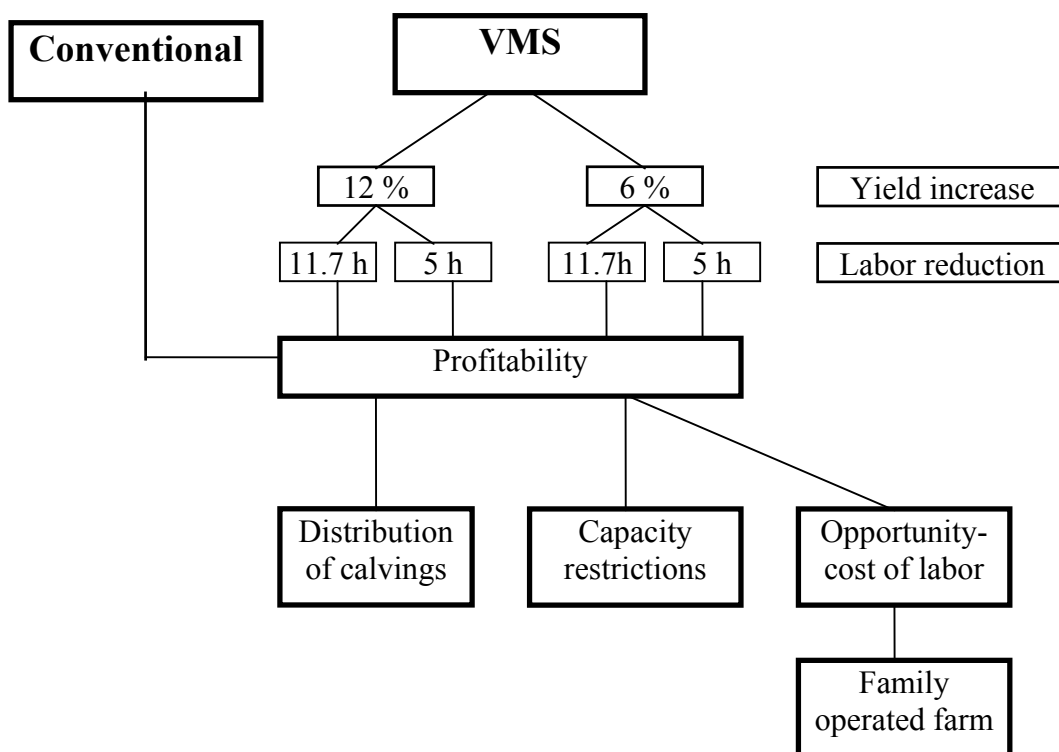 Conventional
VMS
12 %
6 %
Yield increase
11.7 h
5 h
11.7h
5 h
Labor reduction
Profitability
Distribution
of calvings
Capacity
restrictions
Opportunity-
cost of labor
Family
operated farm